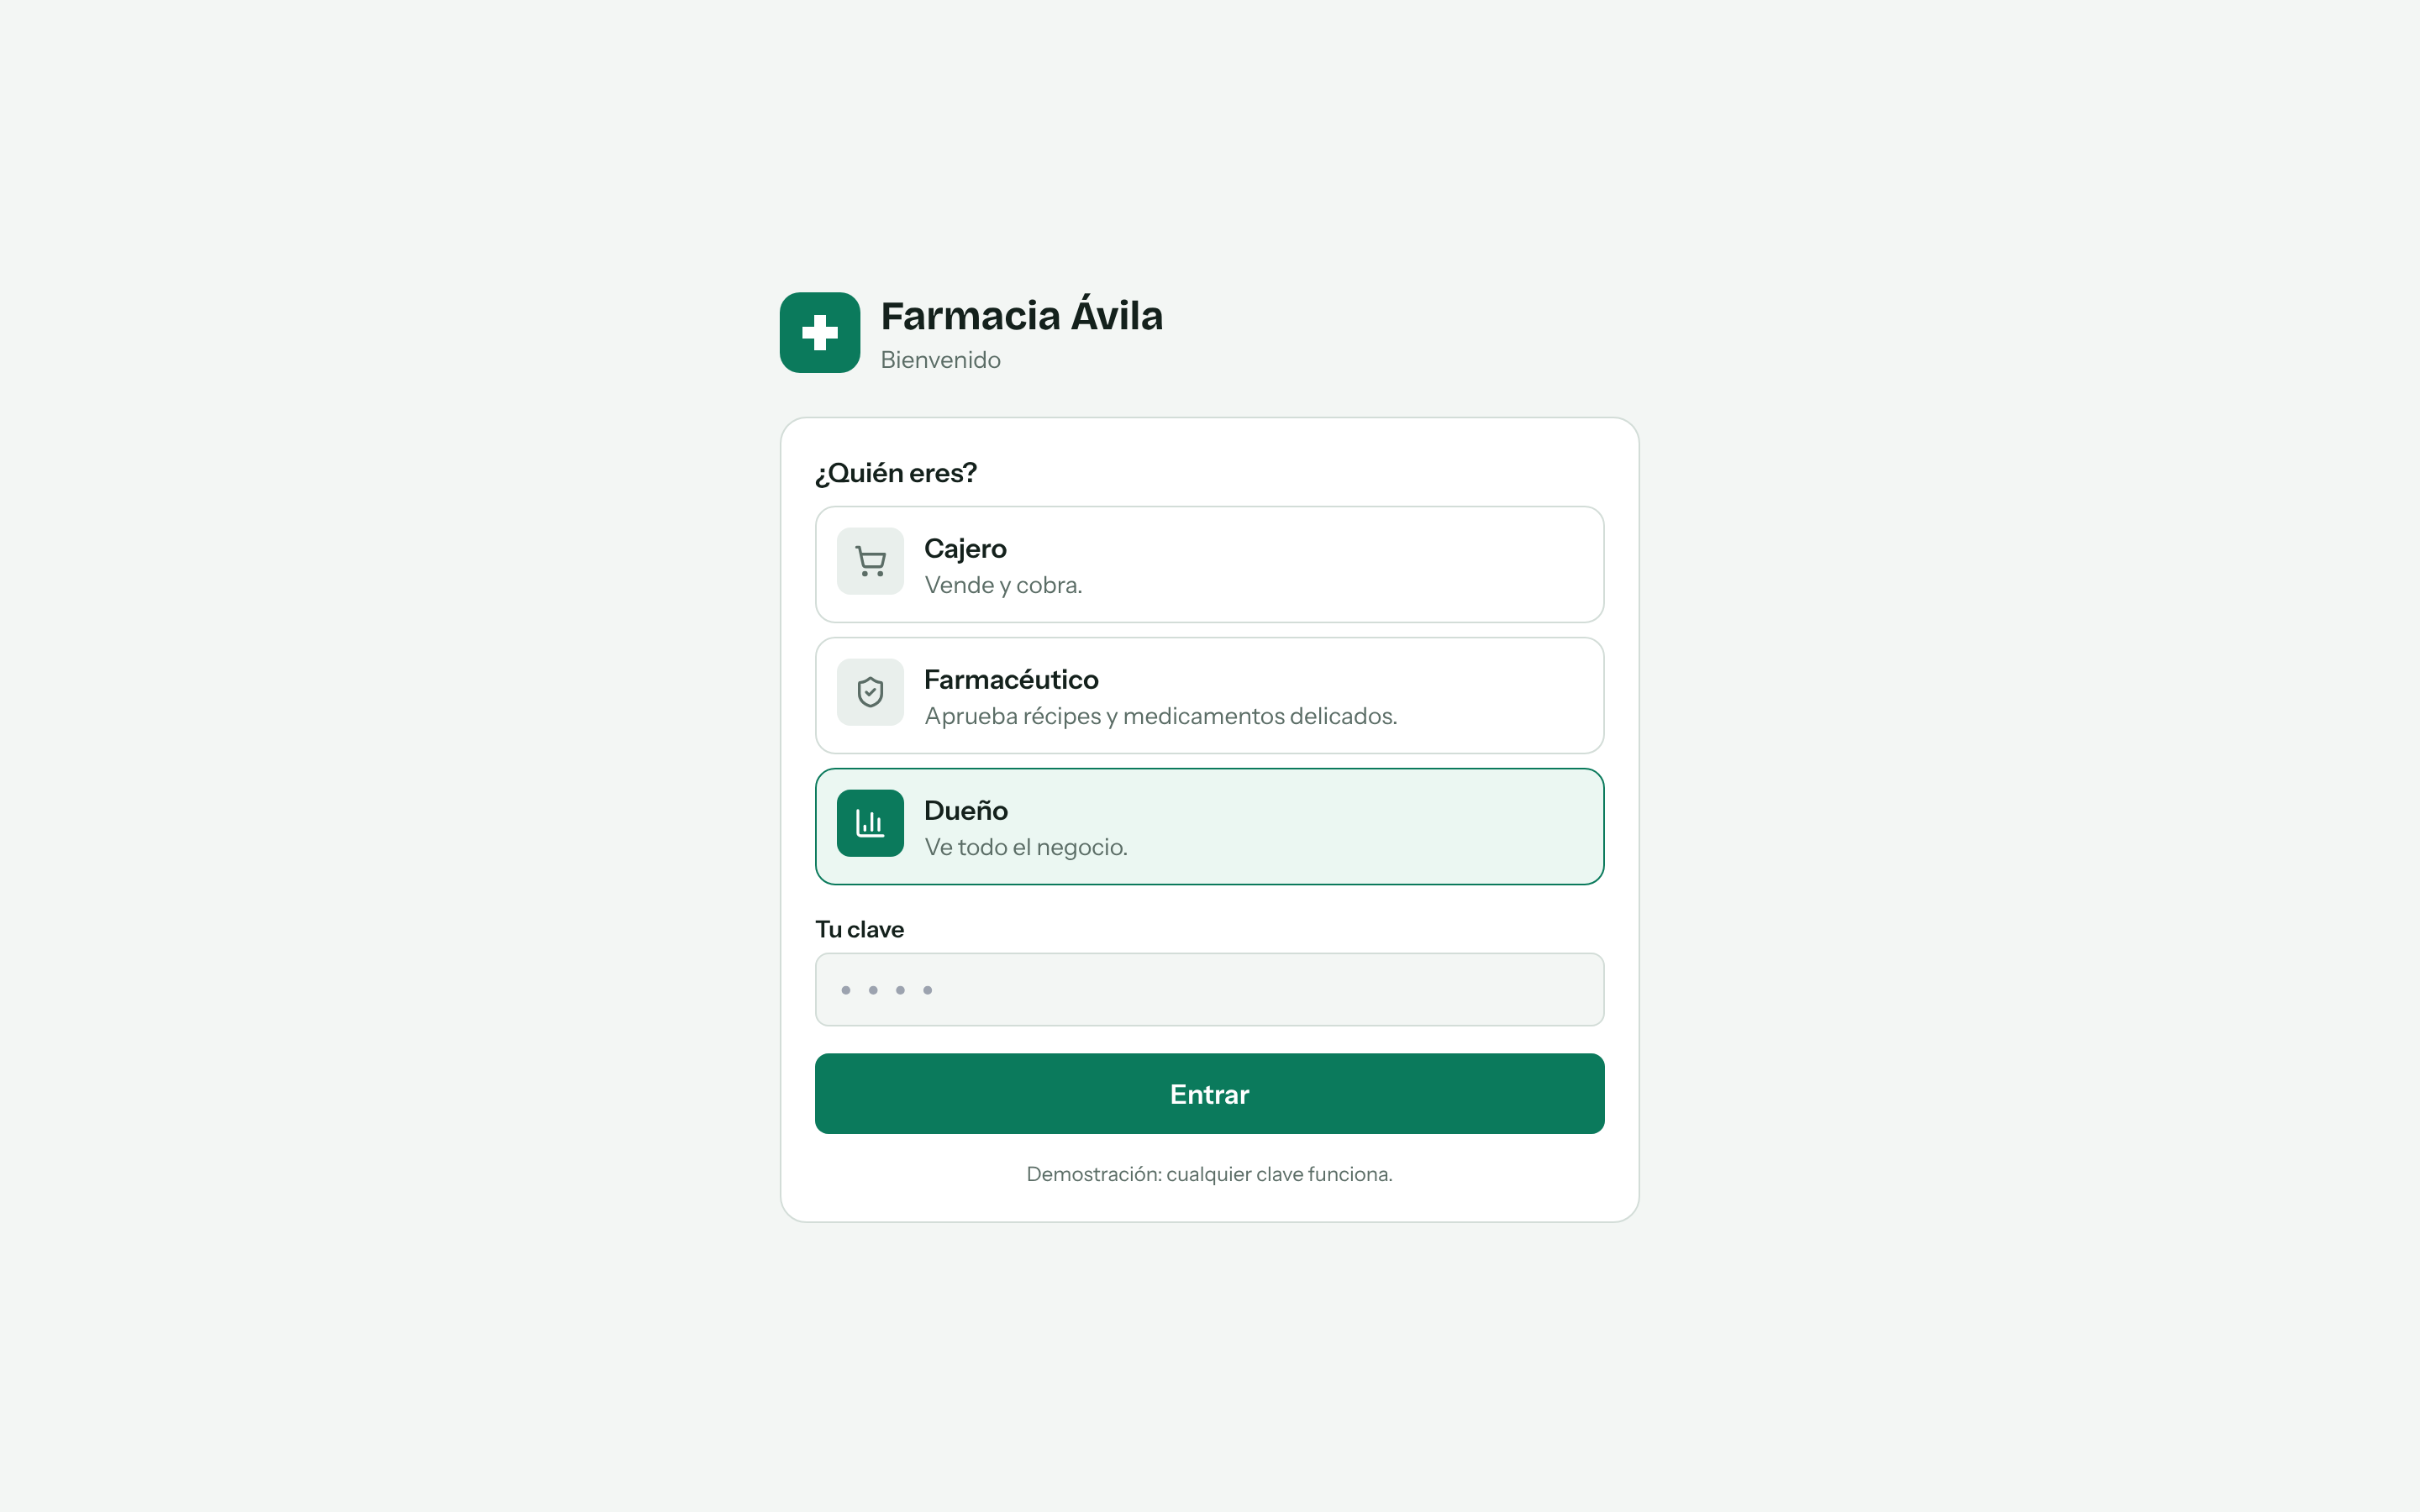 Farmacia Ávila
Bienvenido
¿Quién eres?
Cajero
Vende y cobra.
Farmacéutico
Aprueba récipes y medicamentos delicados.
Dueño
Ve todo el negocio.
Tu clave
• • • •
Entrar
Demostración: cualquier clave funciona.